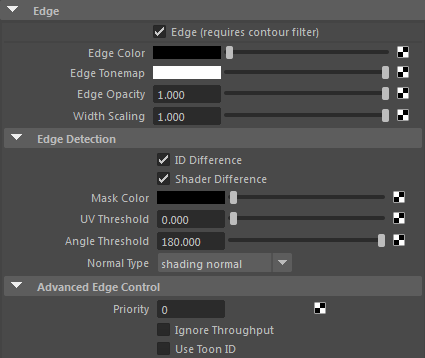 Edge
Edge (requires contour filter)
Edge Color
Edge Tonemap
Edge Opacity 1.000
Width Scaling 1.000
Edge Detection
ID Difference
Shader Difference
Mask Color
UV Threshold 0.000
Angle Threshold 180.000
Normal Type shading normal
Advanced Edge Control
Priority 0
Ignore Throughput
Use Toon ID